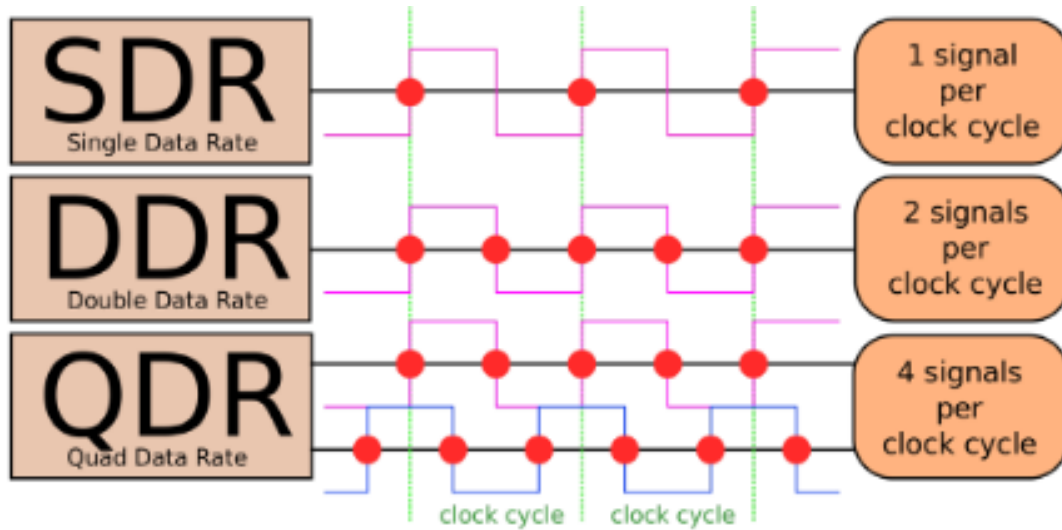 SDR
Single Data Rate
1 signal
per
clock cycle
DDR
Double Data Rate
2 signals
per
clock cycle
QDR
Quad Data Rate
4 signals
per
clock cycle
clock cycle
clock cycle